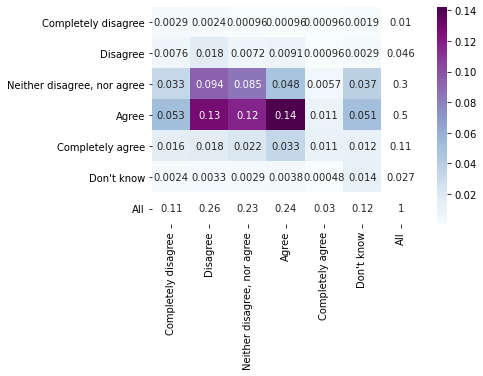 Completely disagree 0.0029 0.0024 0.00096 0.00096 0.00096 0.0019 0.01
Disagree 0.0076 0.018 0.0072 0.0091 0.00096 0.0029 0.046
Neither disagree, nor agree 0.033 0.094 0.085 0.048 0.0057 0.037 0.3
Agree 0.053 0.13 0.12 0.14 0.011 0.051 0.5
Completely agree 0.016 0.018 0.022 0.033 0.011 0.012 0.11
Don't know 0.0024 0.0033 0.0029 0.0038 0.00048 0.014 0.027
All 0.11 0.26 0.23 0.24 0.03 0.12 1
Completely disagree
Disagree
Neither disagree, nor agree
Agree
Completely agree
Don't know
All
0.14
0.12
0.10
0.08
0.06
0.04
0.02